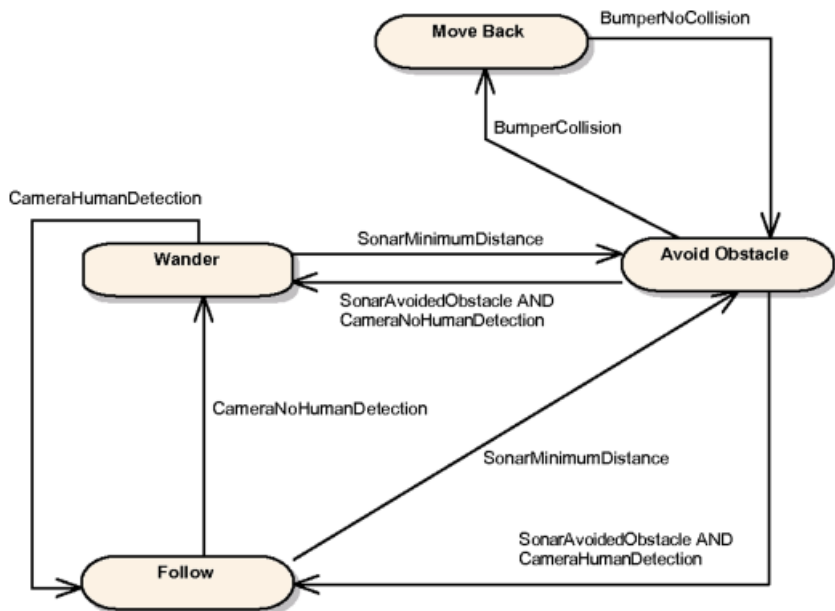 Move Back
BumperNoCollision
BumperCollision
CameraHumanDetection
Wander
SonarMinimumDistance
Avoid Obstacle
SonarAvoidedObstacle AND
CameraNoHumanDetection
CameraNoHumanDetection
SonarMinimumDistance
SonarAvoidedObstacle AND
CameraHumanDetection
Follow